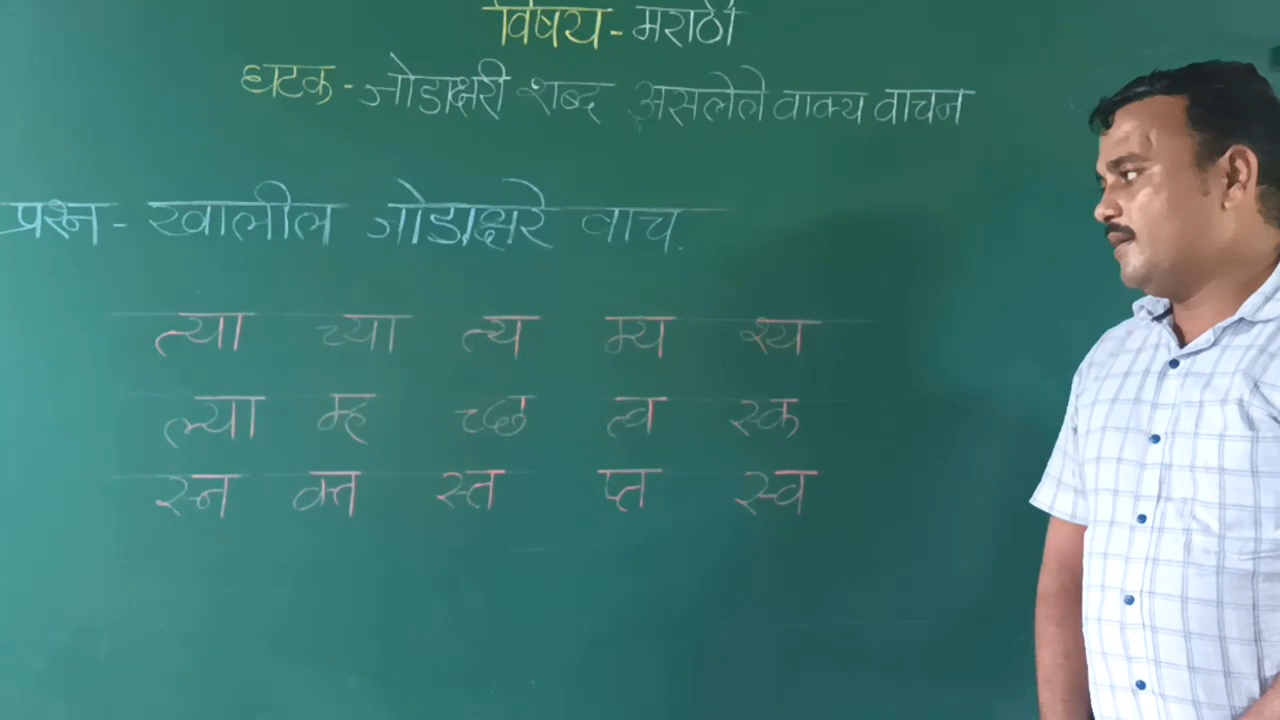 विषय - मराठी
घटक - जोडाक्षरी शब्द असलेले वाक्य वाचन
प्रश्न - खालील जोडाक्षरे वाच.
त्या च्या त्य म्य श्य
ल्या म्ह च्छ त्व स्क
स्न क्त स्त प्त स्व